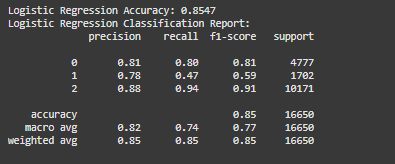 Logistic Regression Accuracy: 0.8547
Logistic Regression Classification Report:
precision recall f1-score support
0 0.81 0.80 0.81 4777
1 0.78 0.47 0.59 1702
2 0.88 0.94 0.91 10171
accuracy 0.85 16650
macro avg 0.82 0.74 0.77 16650
weighted avg 0.85 0.85 0.85 16650